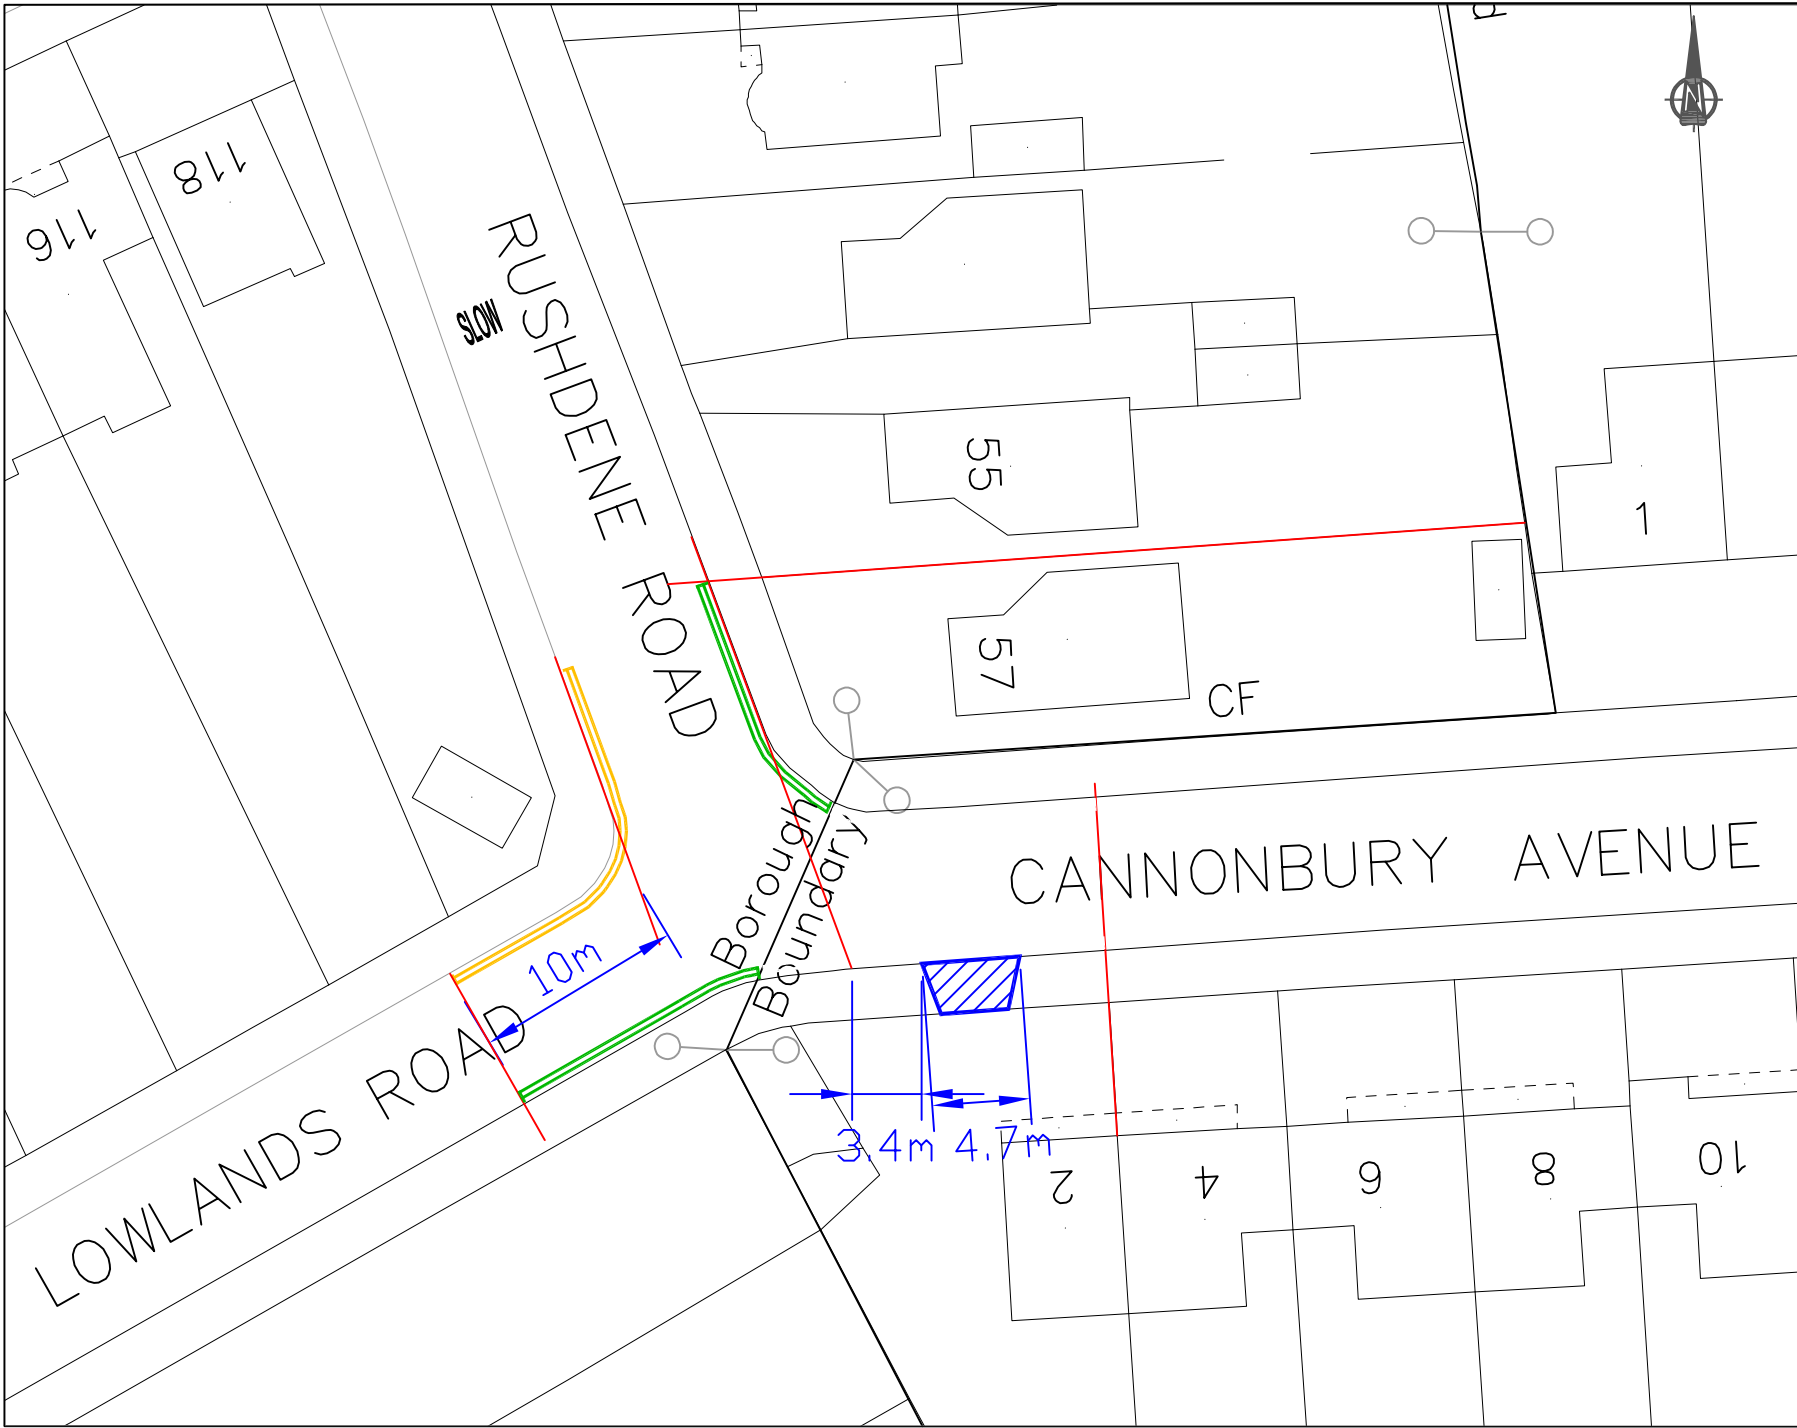 118
116
N
RUSHDENE ROAD
SLOW
55
1
57
CF
Borough
Boundary
CANNONBURY AVENUE
10m
LOWLANDS ROAD
3.4m 4.7m
2
4
6
8
10